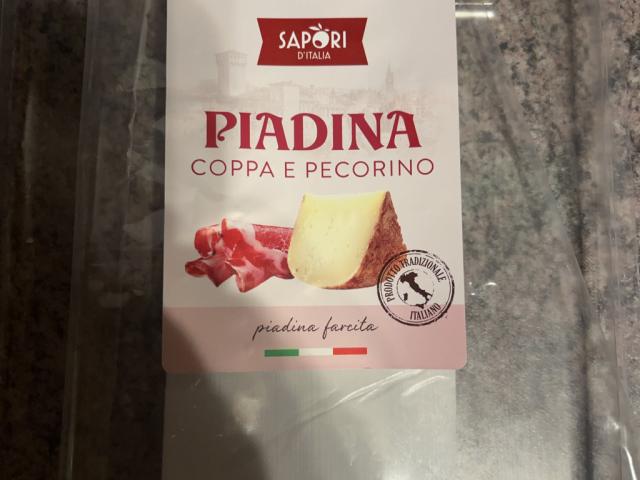 SAPORI
D'ITALIA
PIADINA
COPPA E PECORINO
PRODOTTO TRADIZIONALE
ITALIANO
piadina farcita